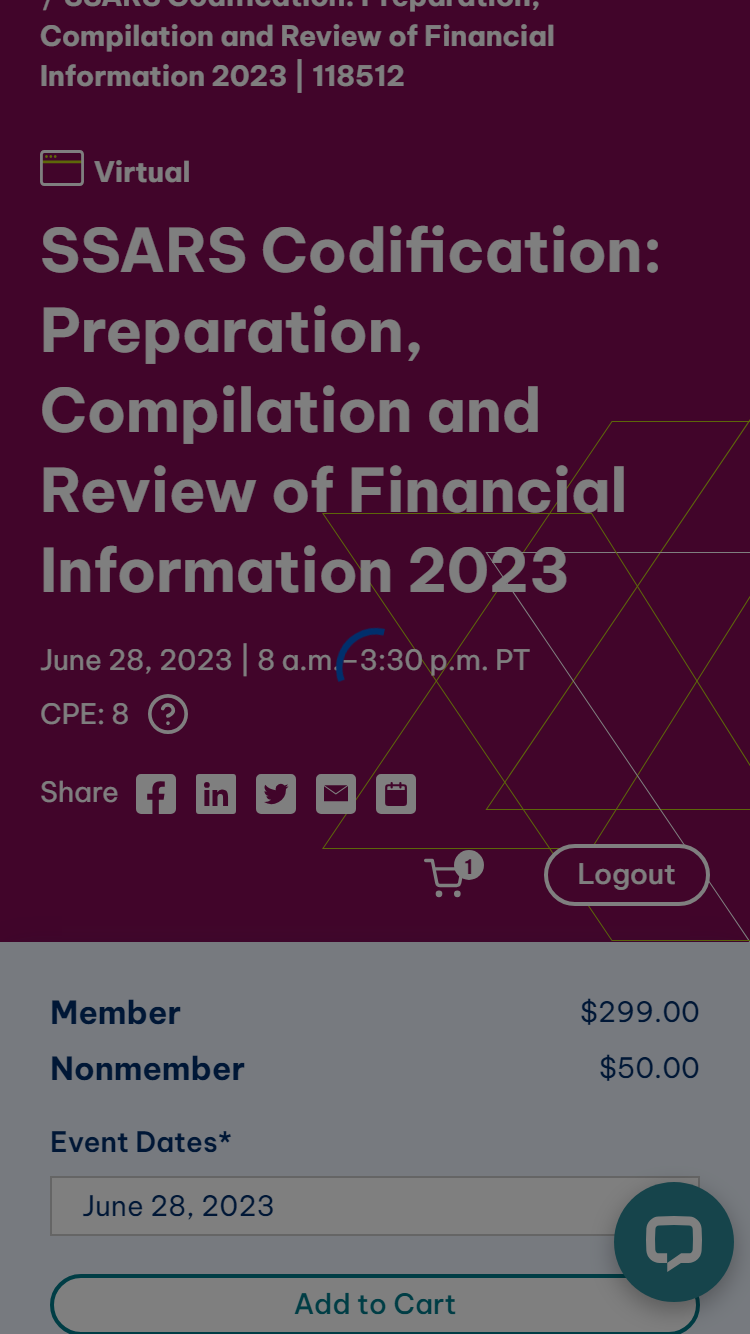 / SSARS Codification: Preparation,
Compilation and Review of Financial
Information 2023 | 118512
Virtual
SSARS Codification:
Preparation,
Compilation and
Review of Financial
Information 2023
June 28, 2023 | 8 a.m.–3:30 p.m. PT
CPE: 8 ?
Share
1
Logout
Member $299.00
Nonmember $50.00
Event Dates*
June 28, 2023
Add to Cart